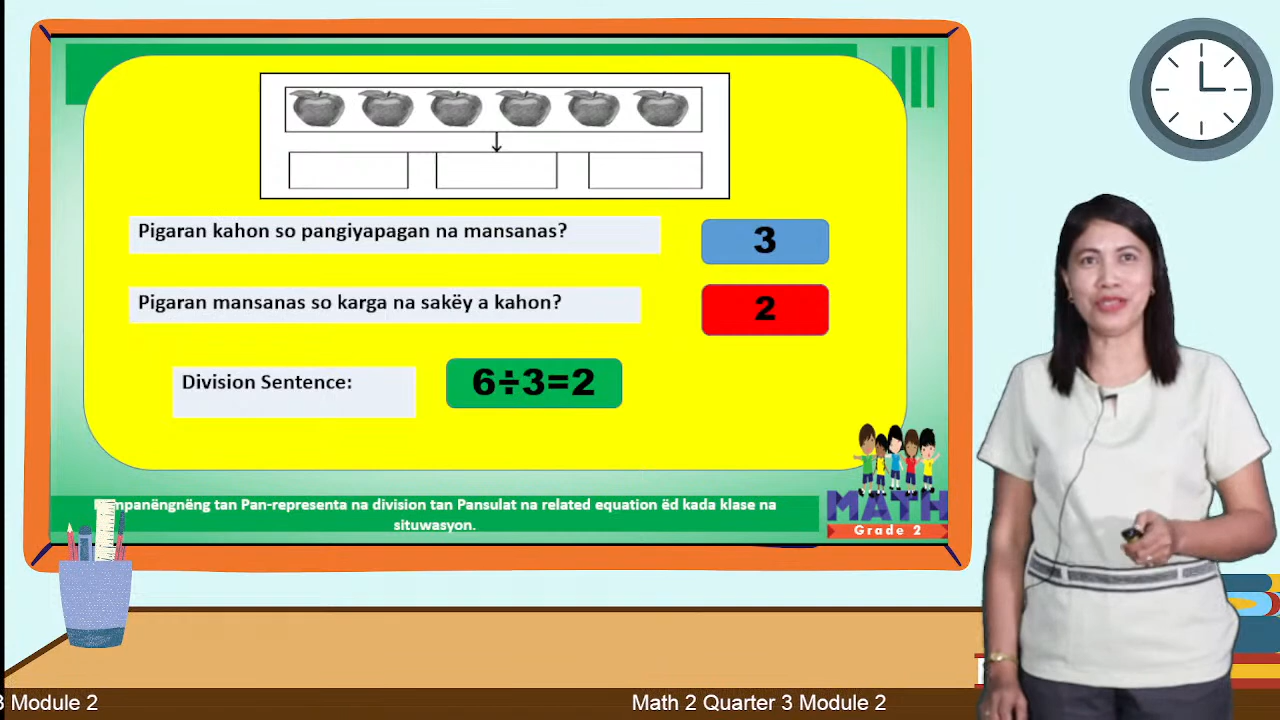 Pigaran kahon so pangiyapagan na mansanas?
3
Pigaran mansanas so karga na sakëy a kahon?
2
Division Sentence:
6÷3=2
tan Pan-representa na division tan Pansulat na related equation ëd kada klase na
situwasyon.
MATH
Grade 2
3 Module 2
Math 2 Quarter 3 Module 2